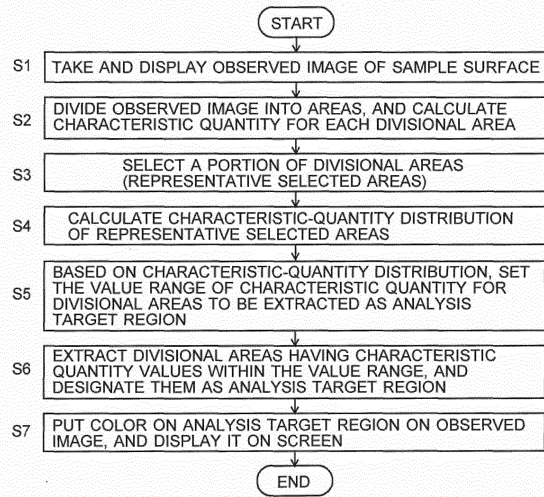 START
S1 TAKE AND DISPLAY OBSERVED IMAGE OF SAMPLE SURFACE
S2 DIVIDE OBSERVED IMAGE INTO AREAS, AND CALCULATE
CHARACTERISTIC QUANTITY FOR EACH DIVISIONAL AREA
S3 SELECT A PORTION OF DIVISIONAL AREAS
(REPRESENTATIVE SELECTED AREAS)
S4 CALCULATE CHARACTERISTIC-QUANTITY DISTRIBUTION
OF REPRESENTATIVE SELECTED AREAS
S5 BASED ON CHARACTERISTIC-QUANTITY DISTRIBUTION, SET
THE VALUE RANGE OF CHARACTERISTIC QUANTITY FOR
DIVISIONAL AREAS TO BE EXTRACTED AS ANALYSIS
TARGET REGION
S6 EXTRACT DIVISIONAL AREAS HAVING CHARACTERISTIC
QUANTITY VALUES WITHIN THE VALUE RANGE, AND
DESIGNATE THEM AS ANALYSIS TARGET REGION
S7 PUT COLOR ON ANALYSIS TARGET REGION ON OBSERVED
IMAGE, AND DISPLAY IT ON SCREEN
END